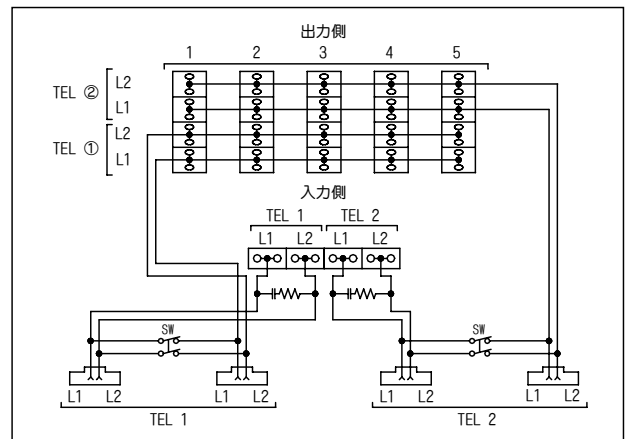 出力側
1 2 3 4 5
TEL ② L2
L1
TEL ① L2
L1
入力側
TEL 1 TEL 2
L1 L2 L1 L2
SW SW
L1 L2 L1 L2 L1 L2 L1 L2
TEL 1 TEL 2